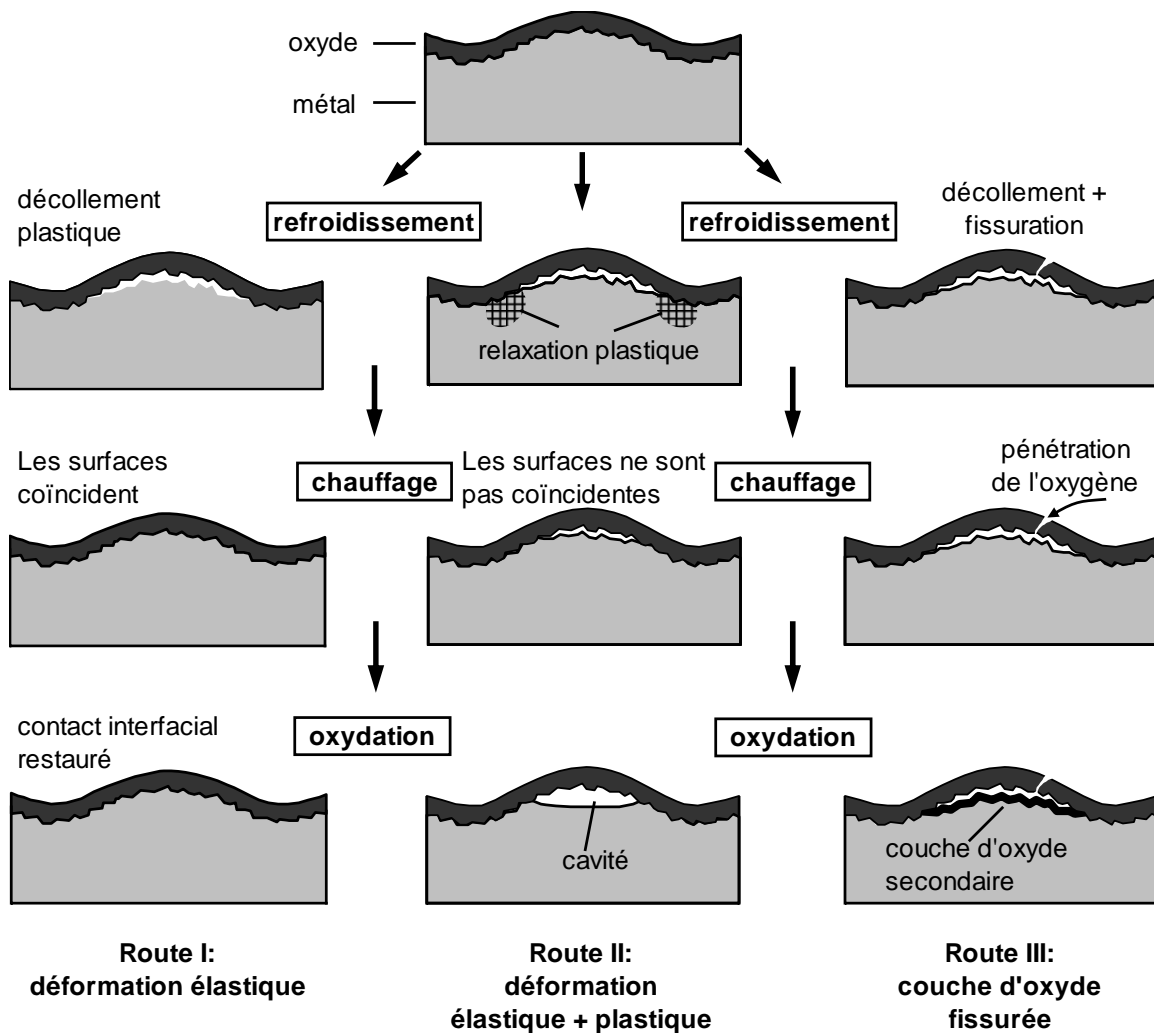 oxyde
métal
refroidissement
refroidissement
décollement
plastique
décollement +
fissuration
relaxation plastique
Les surfaces
coïncident
chauffage
Les surfaces ne sont
pas coïncidentes
chauffage
pénétration
de l'oxygène
contact interfacial
restauré
oxydation
oxydation
cavité
couche d'oxyde
secondaire
Route I:
déformation élastique
Route II:
déformation
élastique + plastique
Route III:
couche d'oxyde
fissurée